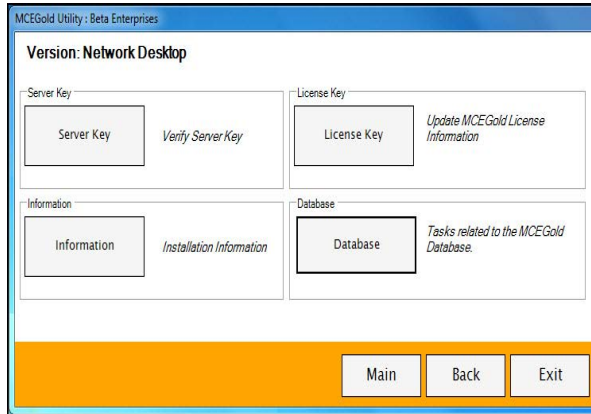 MCEGold Utility : Beta Enterprises
Version: Network Desktop
Server Key
Server Key
Verify Server Key
License Key
License Key
Update MCEGold License
Information
Information
Information
Installation Information
Database
Database
Tasks related to the MCEGold
Database.
Main
Back
Exit